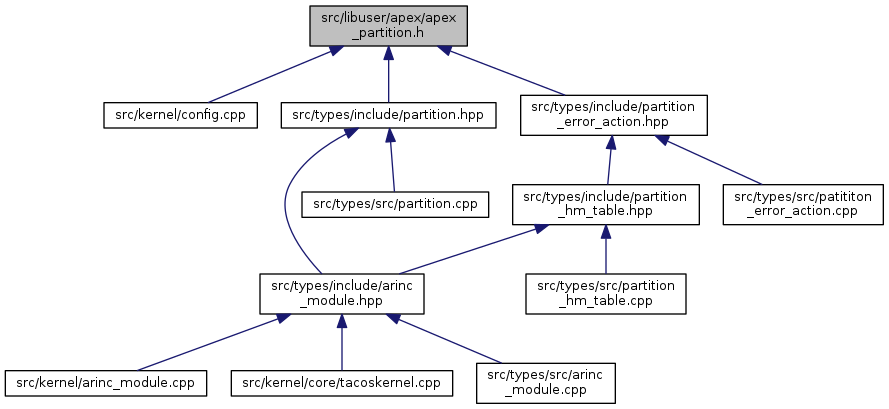 src/libuser/apex/apex
_partition.h
src/kernel/config.cpp
src/types/include/partition.hpp
src/types/include/partition
_error_action.hpp
src/types/src/partition.cpp
src/types/include/partition
_hm_table.hpp
src/types/src/patititon
_error_action.cpp
src/types/include/arinc
_module.hpp
src/types/src/partition
_hm_table.cpp
src/kernel/arinc_module.cpp
src/kernel/core/tacoskernel.cpp
src/types/src/arinc
_module.cpp